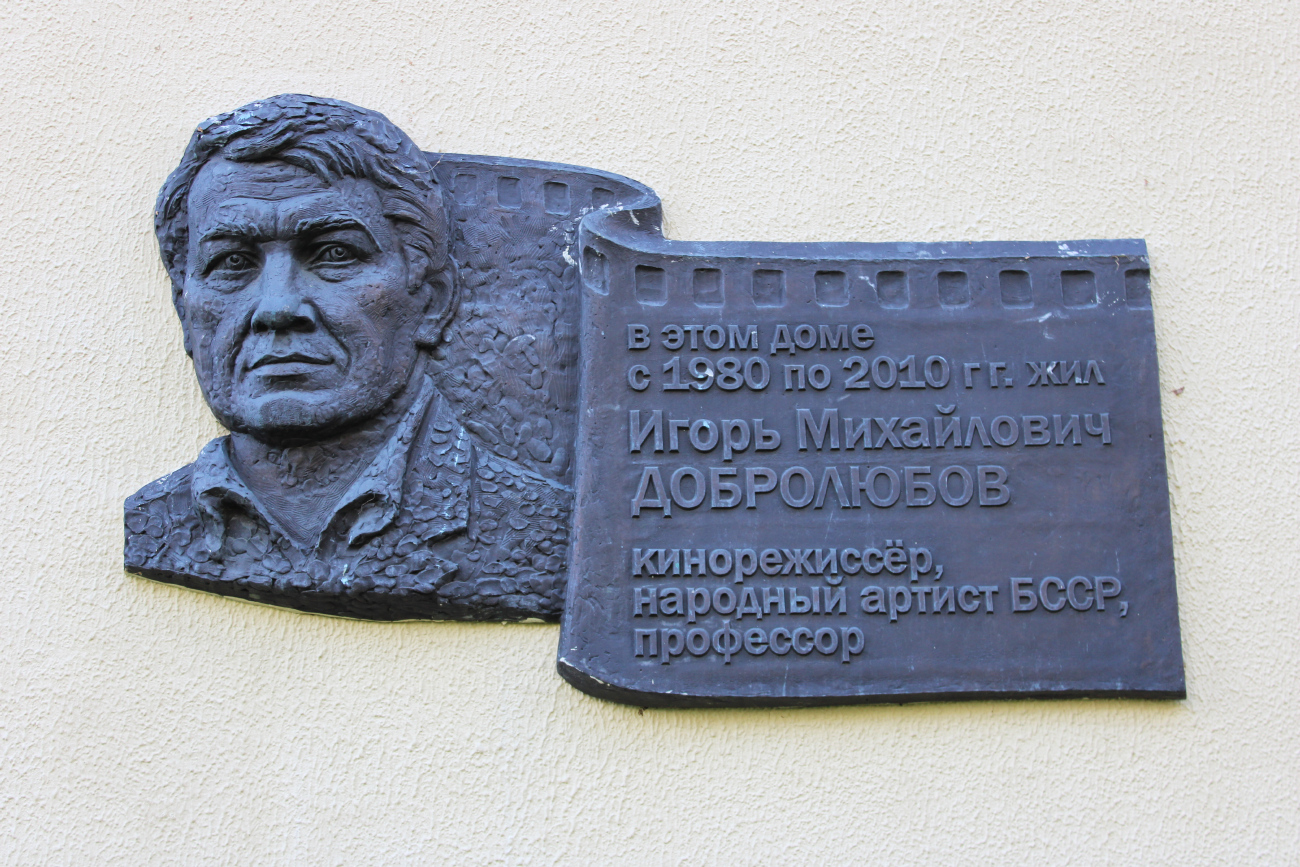 в этом доме
с 1980 по 2010 гг. жил
Игорь Михайлович
ДОБРОЛЮБОВ
кинорежиссёр,
народный артист БССР,
профессор